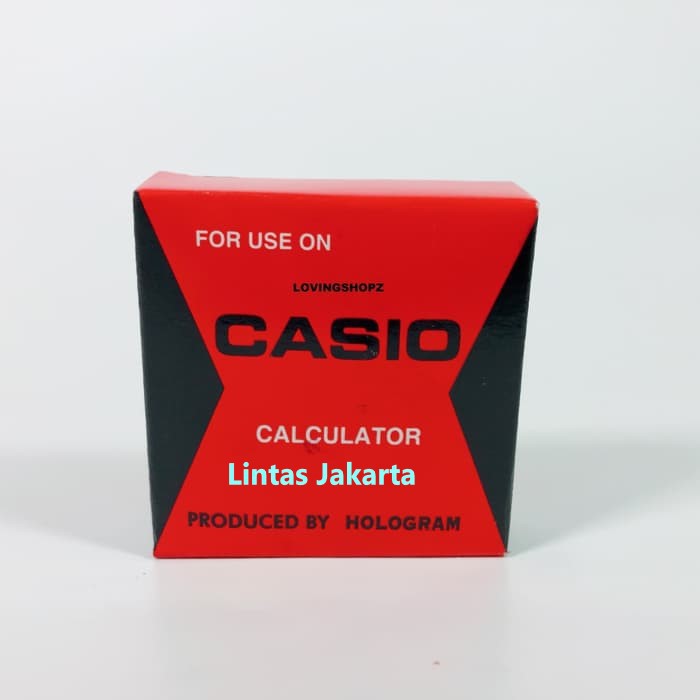 FOR USE ON
LOVINGSHOPZ
CASIO
CALCULATOR
Lintas Jakarta
PRODUCED BY HOLOGRAM